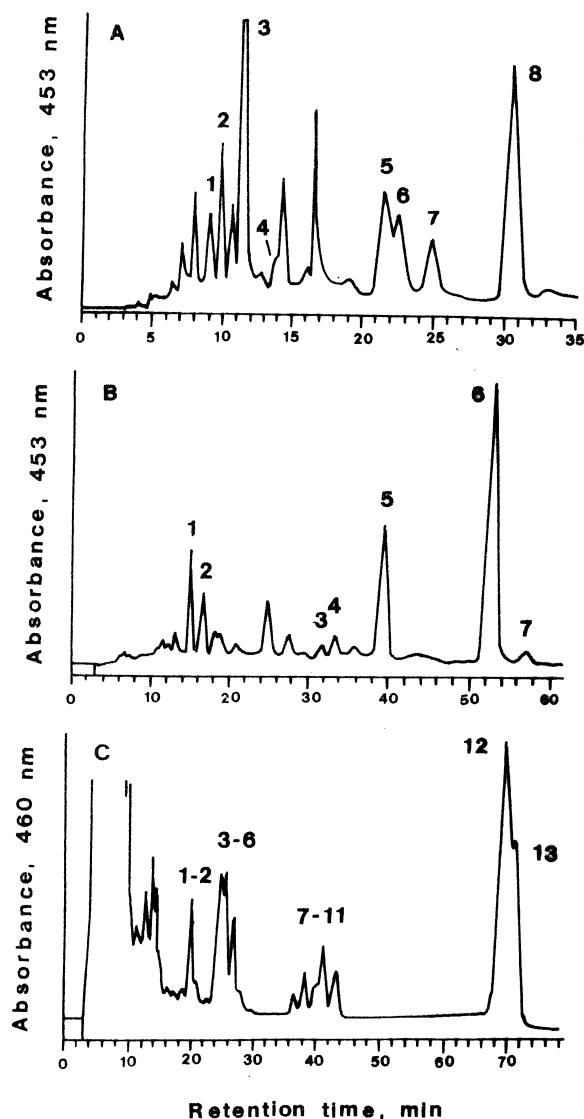 A
Absorbance, 453 nm
1
2
3
4
5
6
7
8
0 5 10 15 20 25 30 35
B
Absorbance, 453 nm
1
2
3
4
5
6
7
0 10 20 30 40 50 60
C
Absorbance, 460 nm
1-2
3-6
7-11
12
13
0 10 20 30 40 50 60 70
Retention time, min